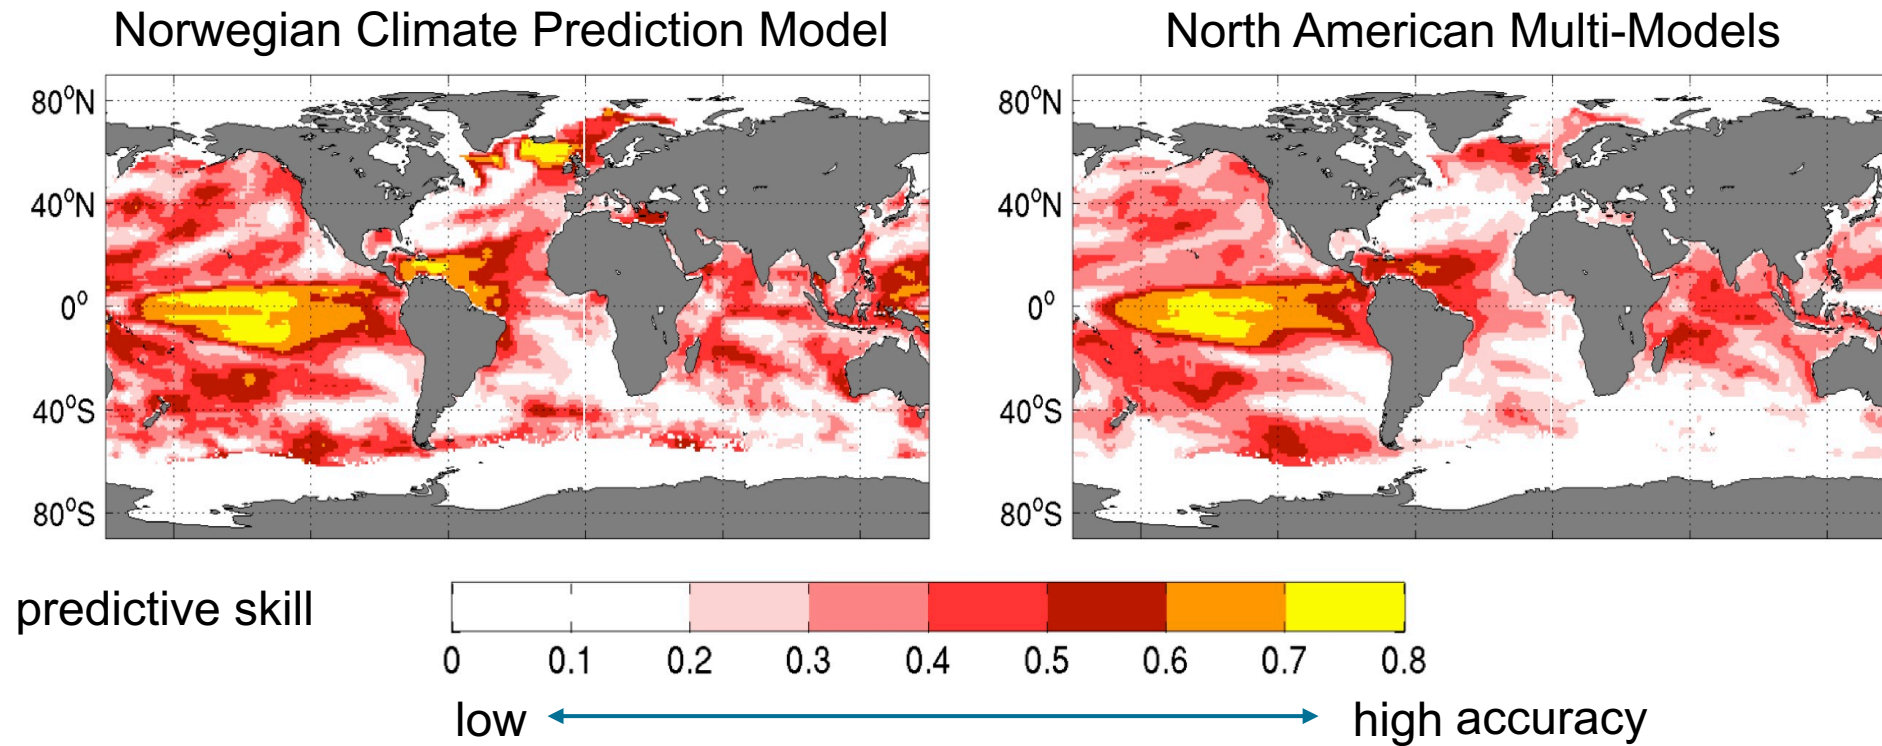 Norwegian Climate Prediction Model
North American Multi-Models
80°N
40°N
0°
40°S
80°S
80°N
40°N
0°
40°S
80°S
predictive skill
0 0.1 0.2 0.3 0.4 0.5 0.6 0.7 0.8
low high accuracy